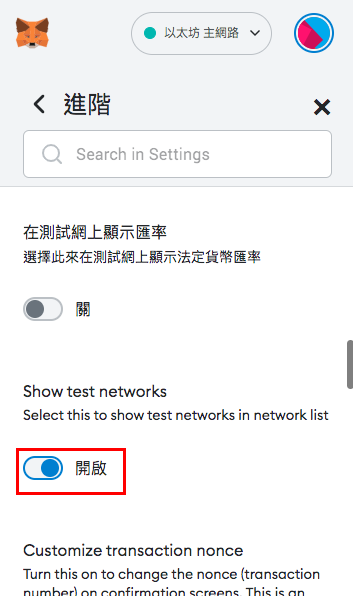 以太坊 主網路
進階
Search in Settings
在測試網上顯示匯率
選擇此來在測試網上顯示法定貨幣匯率
關
Show test networks
Select this to show test networks in network list
開啟
Customize transaction nonce
Turn this on to change the nonce (transaction
number) on confirmation screens. This is an